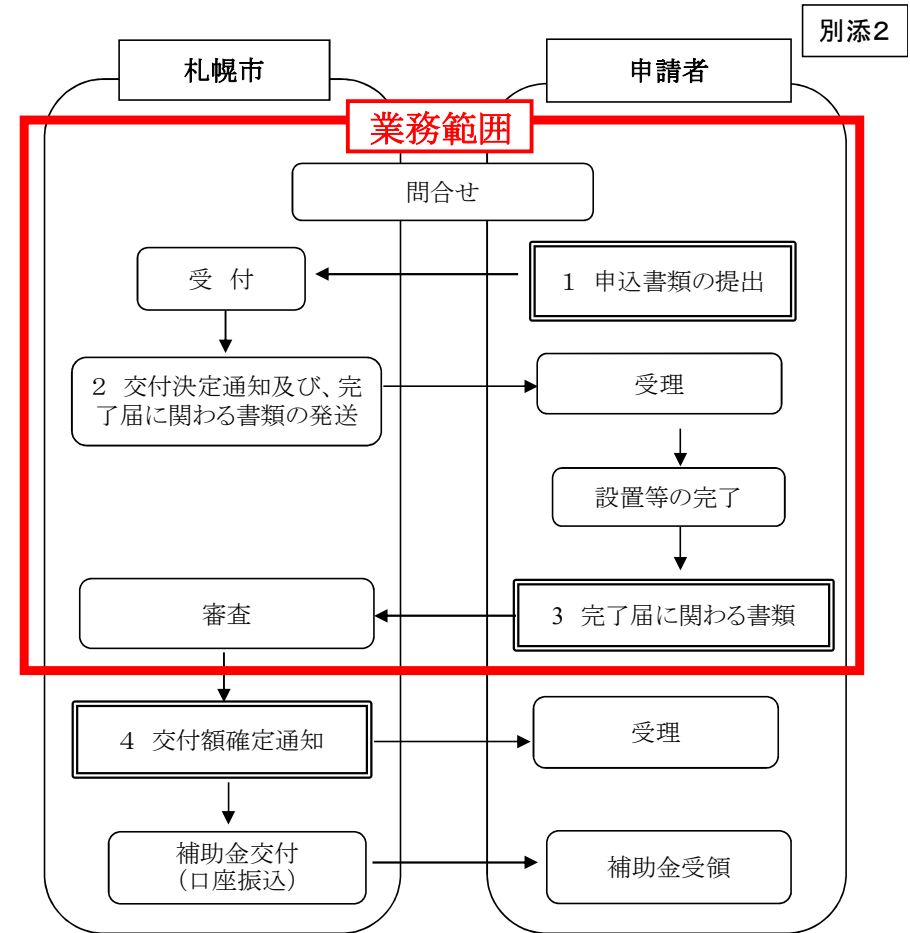 別添2
札幌市
申請者
業務範囲
問合せ
受 付
1 申込書類の提出
2 交付決定通知及び、完
了届に関わる書類の発送
受理
設置等の完了
審査
3 完了届に関わる書類
4 交付額確定通知
受理
補助金交付
（口座振込）
補助金受領